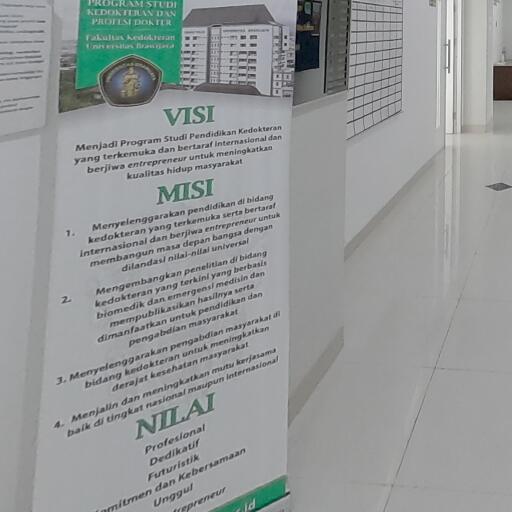 PROGRAM STUDI
KEDOKTERAN DAN
PROFESI DOKTER
Fakultas Kedokteran
Universitas Brawijaya
VISI
Menjadi Program Studi Pendidikan Kedokteran
yang terkemuka dan bertaraf internasional dan
berjiwa entrepreneur untuk meningkatkan
kualitas hidup masyarakat
MISI
1. Menyelenggarakan pendidikan di bidang
kedokteran yang terkemuka serta bertaraf
internasional dan berjiwa entrepreneur untuk
membangun masa depan bangsa dengan
dilandasi nilai-nilai universal
2. Mengembangkan penelitian di bidang
kedokteran yang terkini yang berbasis
biomedik dan emergensi medisin dan
mempublikasikan hasilnya serta
dimanfaatkan untuk pendidikan dan
pengabdian masyarakat
3. Menyelenggarakan pengabdian masyarakat di
bidang kedokteran untuk meningkatkan
derajat kesehatan masyarakat
4. Menjalin dan meningkatkan mutu kerjasama
baik di tingkat nasional maupun internasional
NILAI
Profesional
Dedikatif
Futuristik
Komitmen dan Kebersamaan
Unggul
Entrepreneur